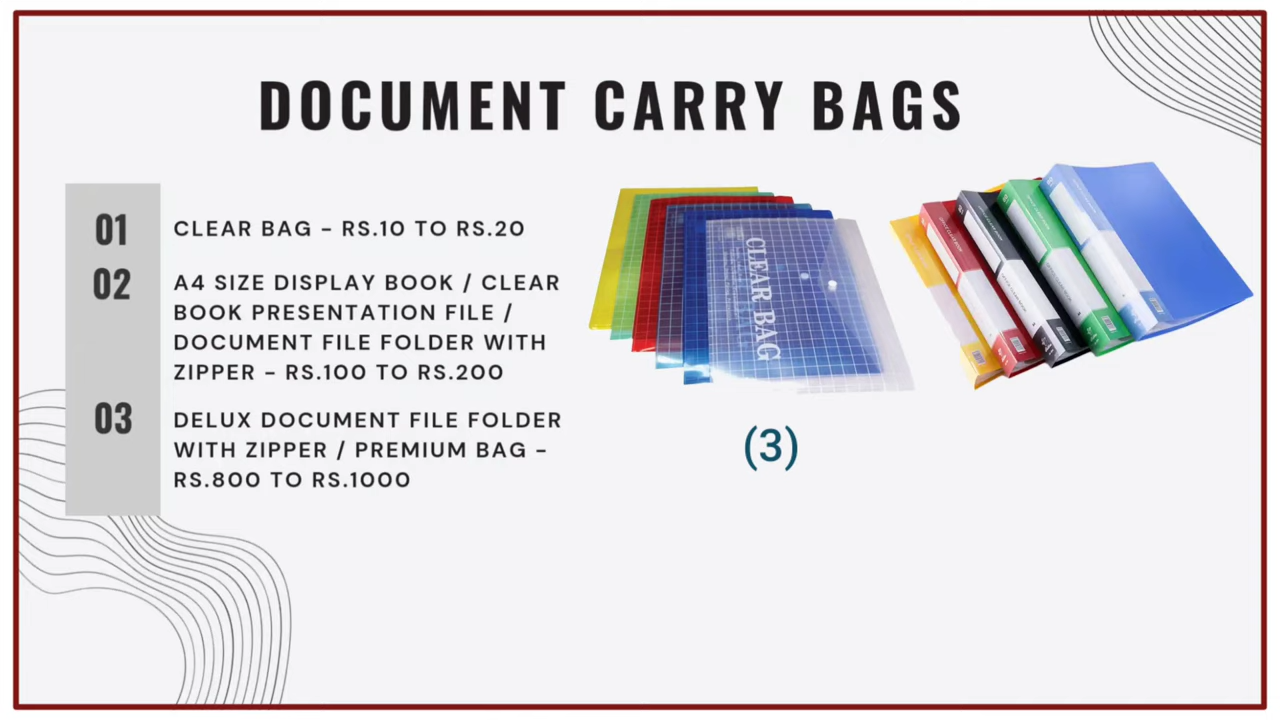 DOCUMENT CARRY BAGS
01
CLEAR BAG - RS.10 TO RS.20
02
A4 SIZE DISPLAY BOOK / CLEAR
BOOK PRESENTATION FILE /
DOCUMENT FILE FOLDER WITH
ZIPPER - RS.100 TO RS.200
03
DELUX DOCUMENT FILE FOLDER
WITH ZIPPER / PREMIUM BAG -
RS.800 TO RS.1000
CLEAR BAG
(3)